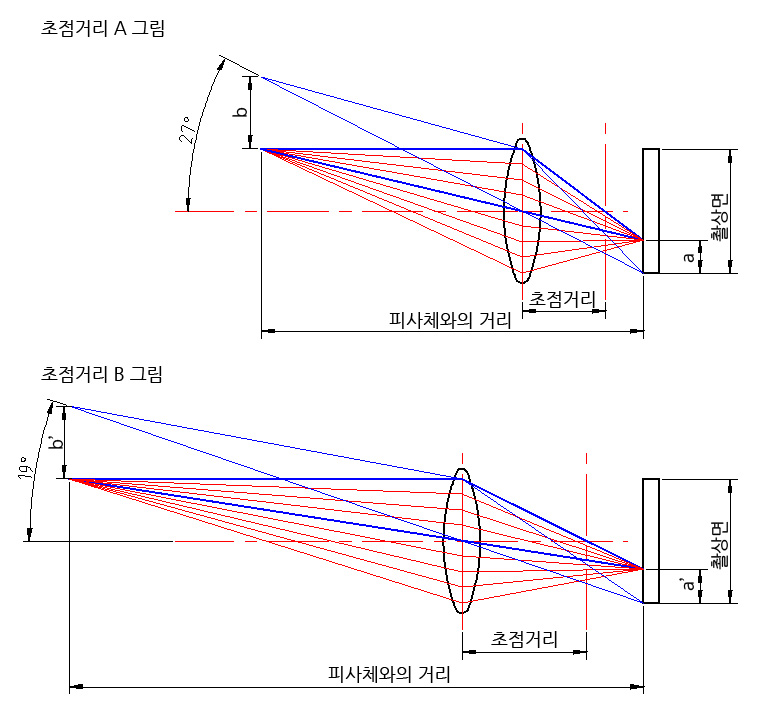 초점거리 A 그림
27°
b
촬상면
a
초점거리
피사체와의 거리
초점거리 B 그림
19°
b'
촬상면
a'
초점거리
피사체와의 거리